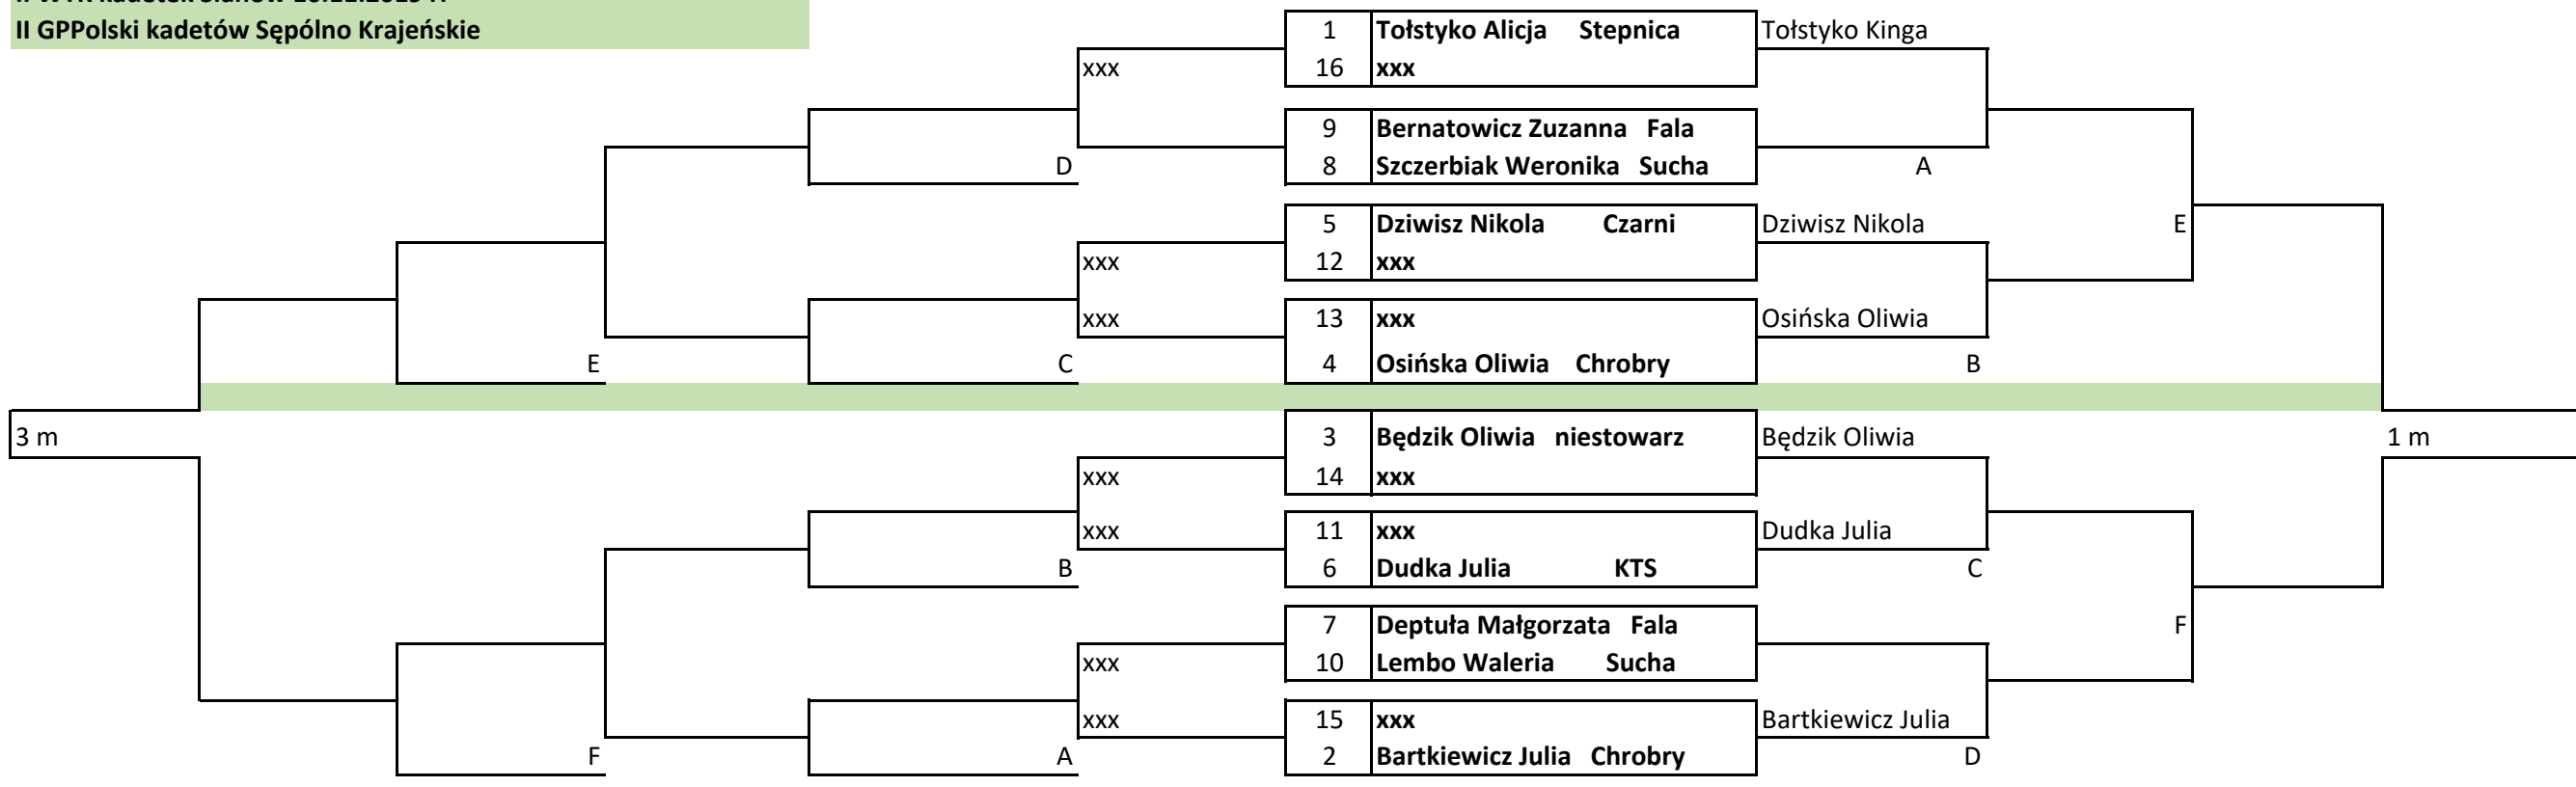 II GPPolski kadetów Sępólno Krajeńskie
1 Tołstyko Alicja Stepnica Tołstyko Kinga
xxx 16 xxx
9 Bernatowicz Zuzanna Fala
D 8 Szczerbiak Weronika Sucha A
5 Dziwisz Nikola Czarni Dziwisz Nikola E
xxx 12 xxx
xxx 13 xxx Osińska Oliwia
E C 4 Osińska Oliwia Chrobry B
3 m 3 Będzik Oliwia niestowarz Będzik Oliwia 1 m
xxx 14 xxx
xxx 11 xxx Dudka Julia
B 6 Dudka Julia KTS C
7 Deptuła Małgorzata Fala F
xxx 10 Lembo Waleria Sucha
xxx 15 xxx Bartkiewicz Julia
F A 2 Bartkiewicz Julia Chrobry D